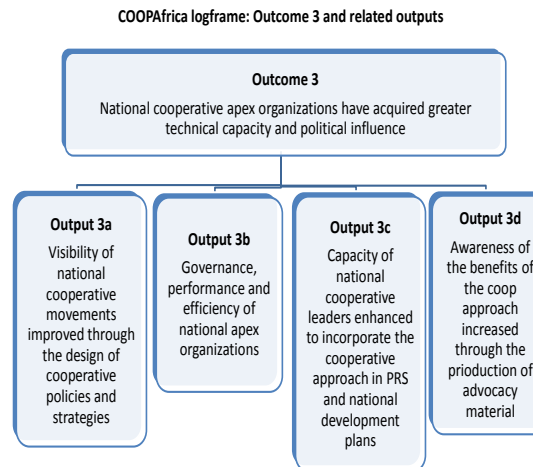 COOPAfrica logframe: Outcome 3 and related outputs
Outcome 3
National cooperative apex organizations have acquired greater
technical capacity and political influence
Output 3a
Visibility of
national
cooperative
movements
improved through
the design of
cooperative
policies and
strategies
Output 3b
Governance,
performance and
efficiency of
national apex
organizations
Output 3c
Capacity of
national
cooperative
leaders enhanced
to incorporate the
cooperative
approach in PRS
and national
development
plans
Output 3d
Awareness of
the benefits of
the coop
approach
increased
through the
prioduction of
advocacy
material